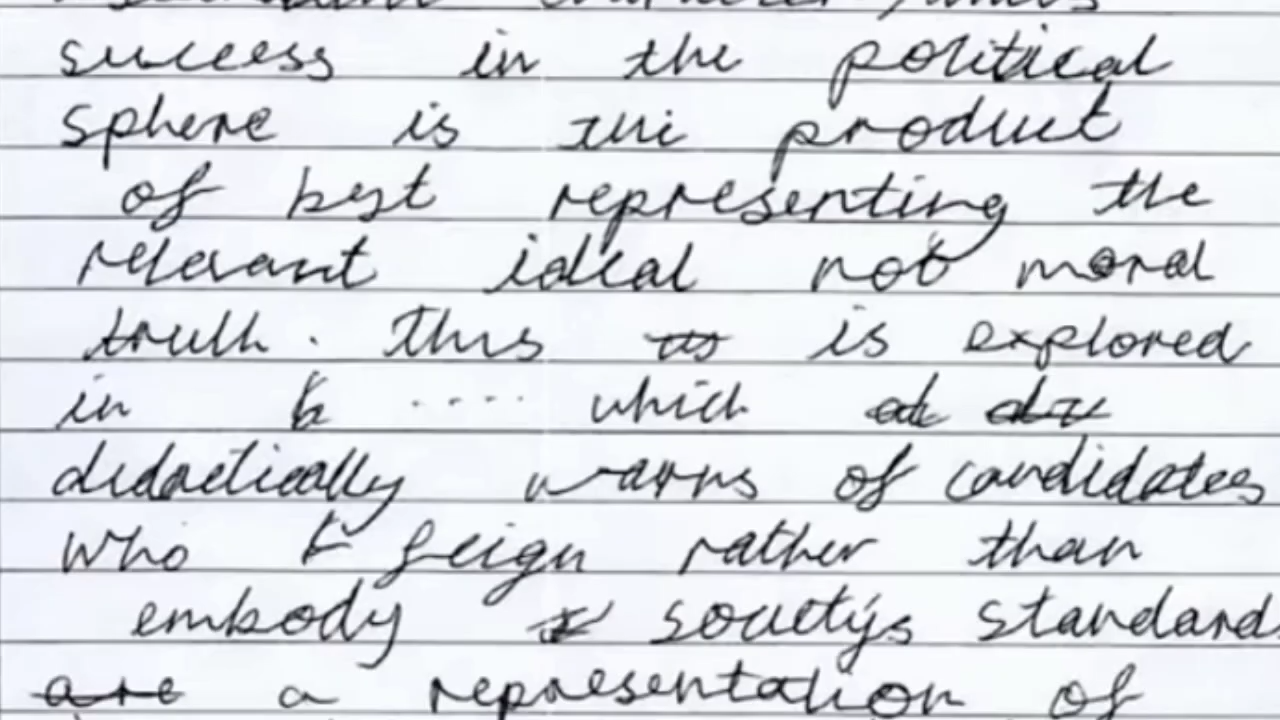 success in the political
sphere is the product
of best representing the
relevant ideal not moral
truth. This is explored
in k .... which
didactically warns of candidates
who feign rather than
embody society's standards
are a representation of